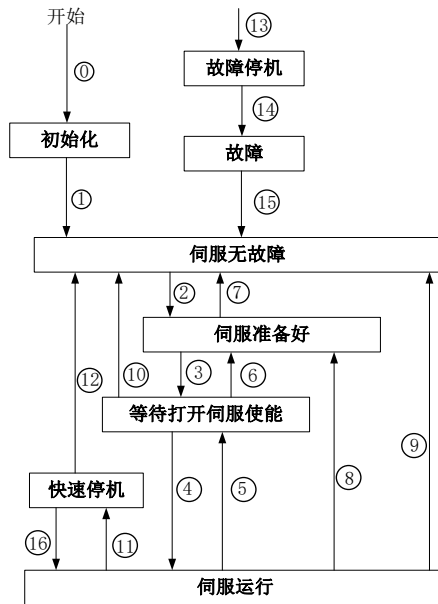 开始
⑬
⓪
故障停机
⑭
初始化
故障
①
⑮
伺服无故障
②
⑦
伺服准备好
⑫
⑩
③
⑥
等待打开伺服使能
⑨
快速停机
④
⑤
⑧
⑯
⑪
伺服运行